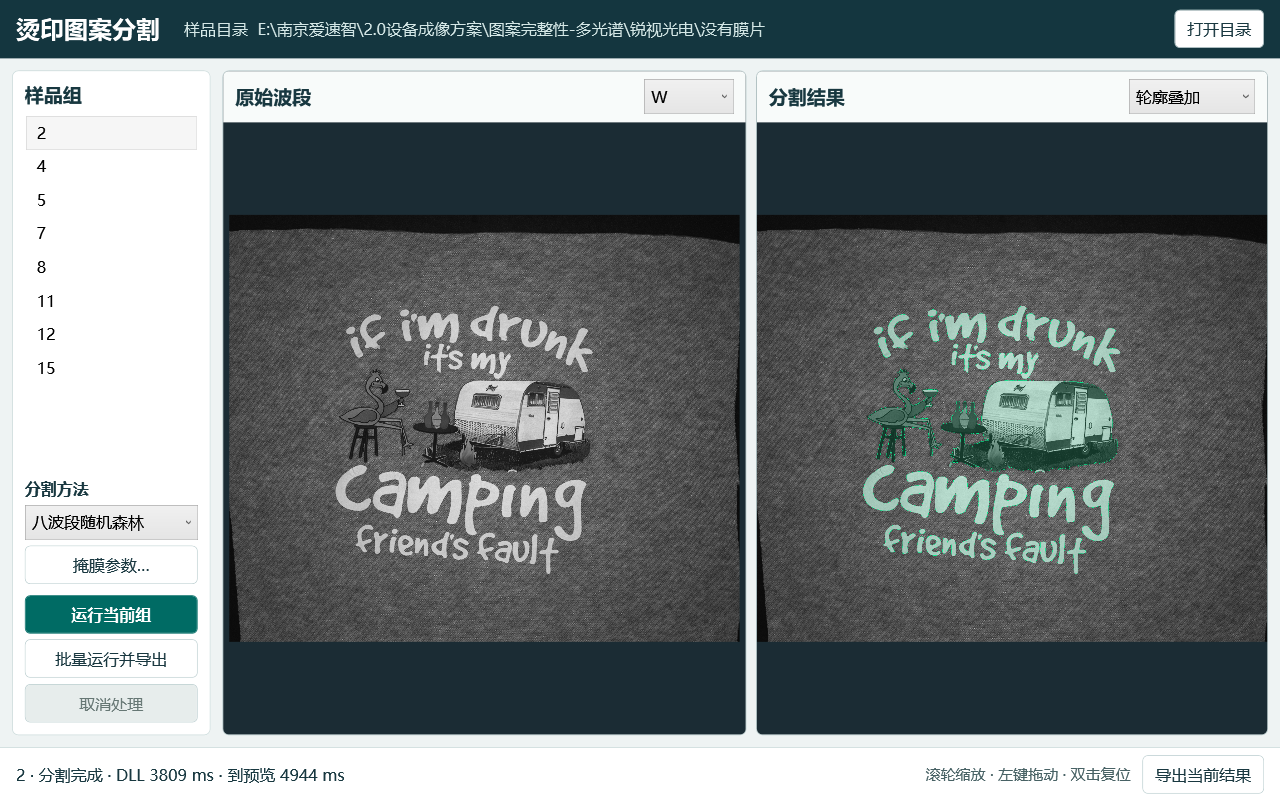 烫印图案分割 样品目录 E:\南京爱速智\2.0设备成像方案\图案完整性-多光谱\锐视光电\没有膜片 打开目录
样品组
2
4
5
7
8
11
12
15
分割方法
八波段随机森林
掩膜参数...
运行当前组
批量运行并导出
取消处理
原始波段 W
if i'm drunk
it's my
Camping
friend's fault
分割结果 轮廓叠加
if i'm drunk
it's my
Camping
friend's fault
2 · 分割完成 · DLL 3809 ms · 到预览 4944 ms 滚轮缩放 · 左键拖动 · 双击复位 导出当前结果